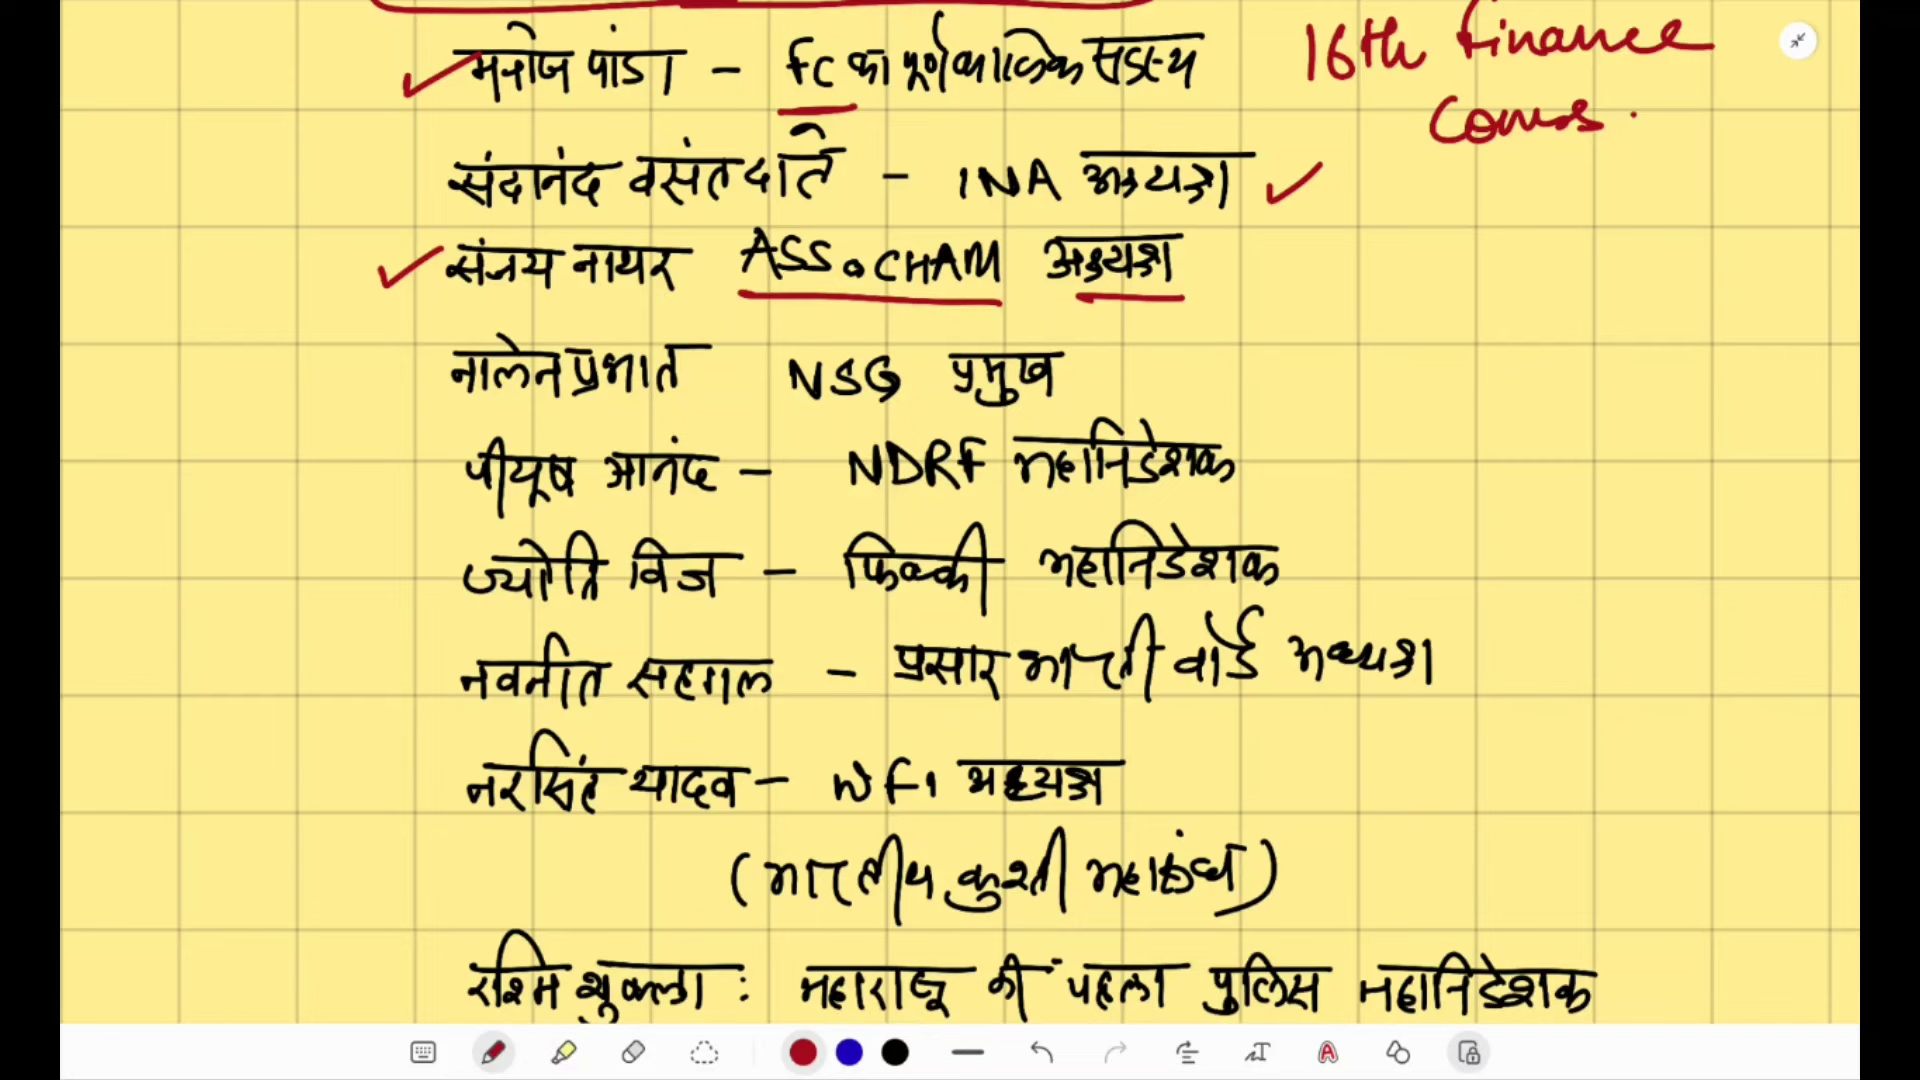 मनोज पांडा - FC का पूर्णकालिक सदस्य
16th Finance
Comms.
संदानंद वसंत दाते - INA अध्यक्ष
संजय नायर ASSOCHAM अध्यक्ष
नालेन प्रभात NSG प्रमुख
पीयूष आनंद - NDRF महानिदेशक
ज्योति विज - फिक्की महानिदेशक
नवनीत सहगल - प्रसार भारती बोर्ड अध्यक्ष
नरसिंह यादव - WFI अध्यक्ष
(भारतीय कुश्ती महासंघ)
रश्मि शुक्ला : महाराष्ट्र की पहला पुलिस महानिदेशक